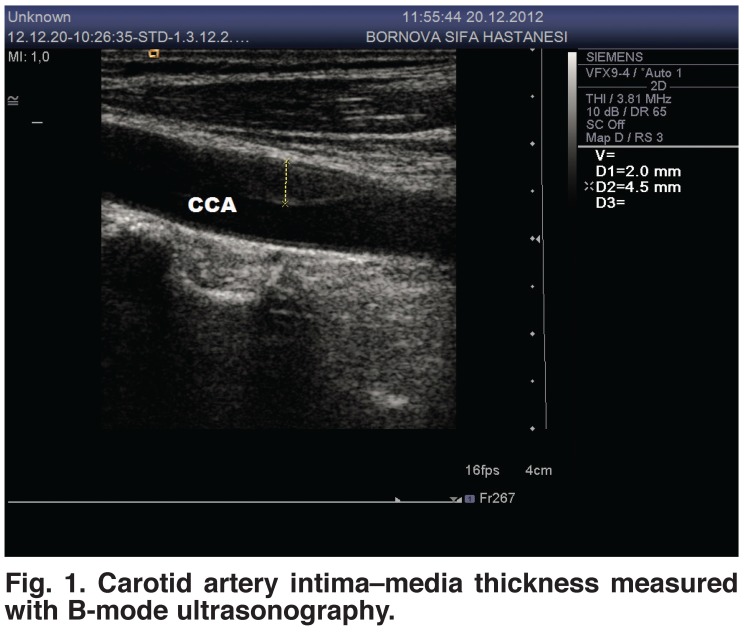 Unknown 11:55:44 20.12.2012
12.12.20-10:26:35-STD-1.3.12.2.... BORNOVA SIFA HASTANESI
MI: 1,0
SIEMENS
VFX9-4 / *Auto 1
2D
THI / 3.81 MHz
10 dB / DR 65
SC Off
Map D / RS 3
V=
D1=2.0 mm
D2=4.5 mm
D3=
CCA
16fps 4cm
1 Fr267
Fig. 1. Carotid artery intima–media thickness measured
with B-mode ultrasonography.